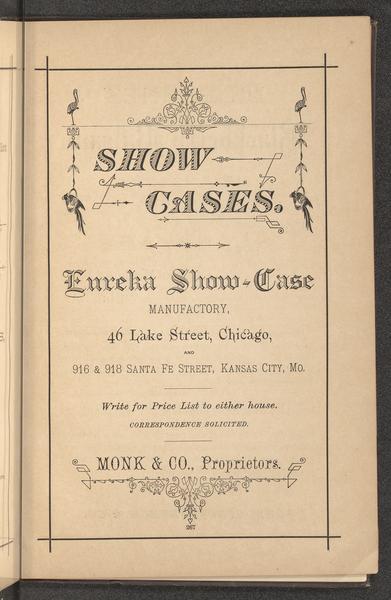 SHOW
CASES.
Eureka Show-Case
MANUFACTORY,
46 Lake Street, Chicago,
AND
916 & 918 SANTA FE STREET, KANSAS CITY, MO.
Write for Price List to either house.
CORRESPONDENCE SOLICITED.
MONK & CO., Proprietors.
267